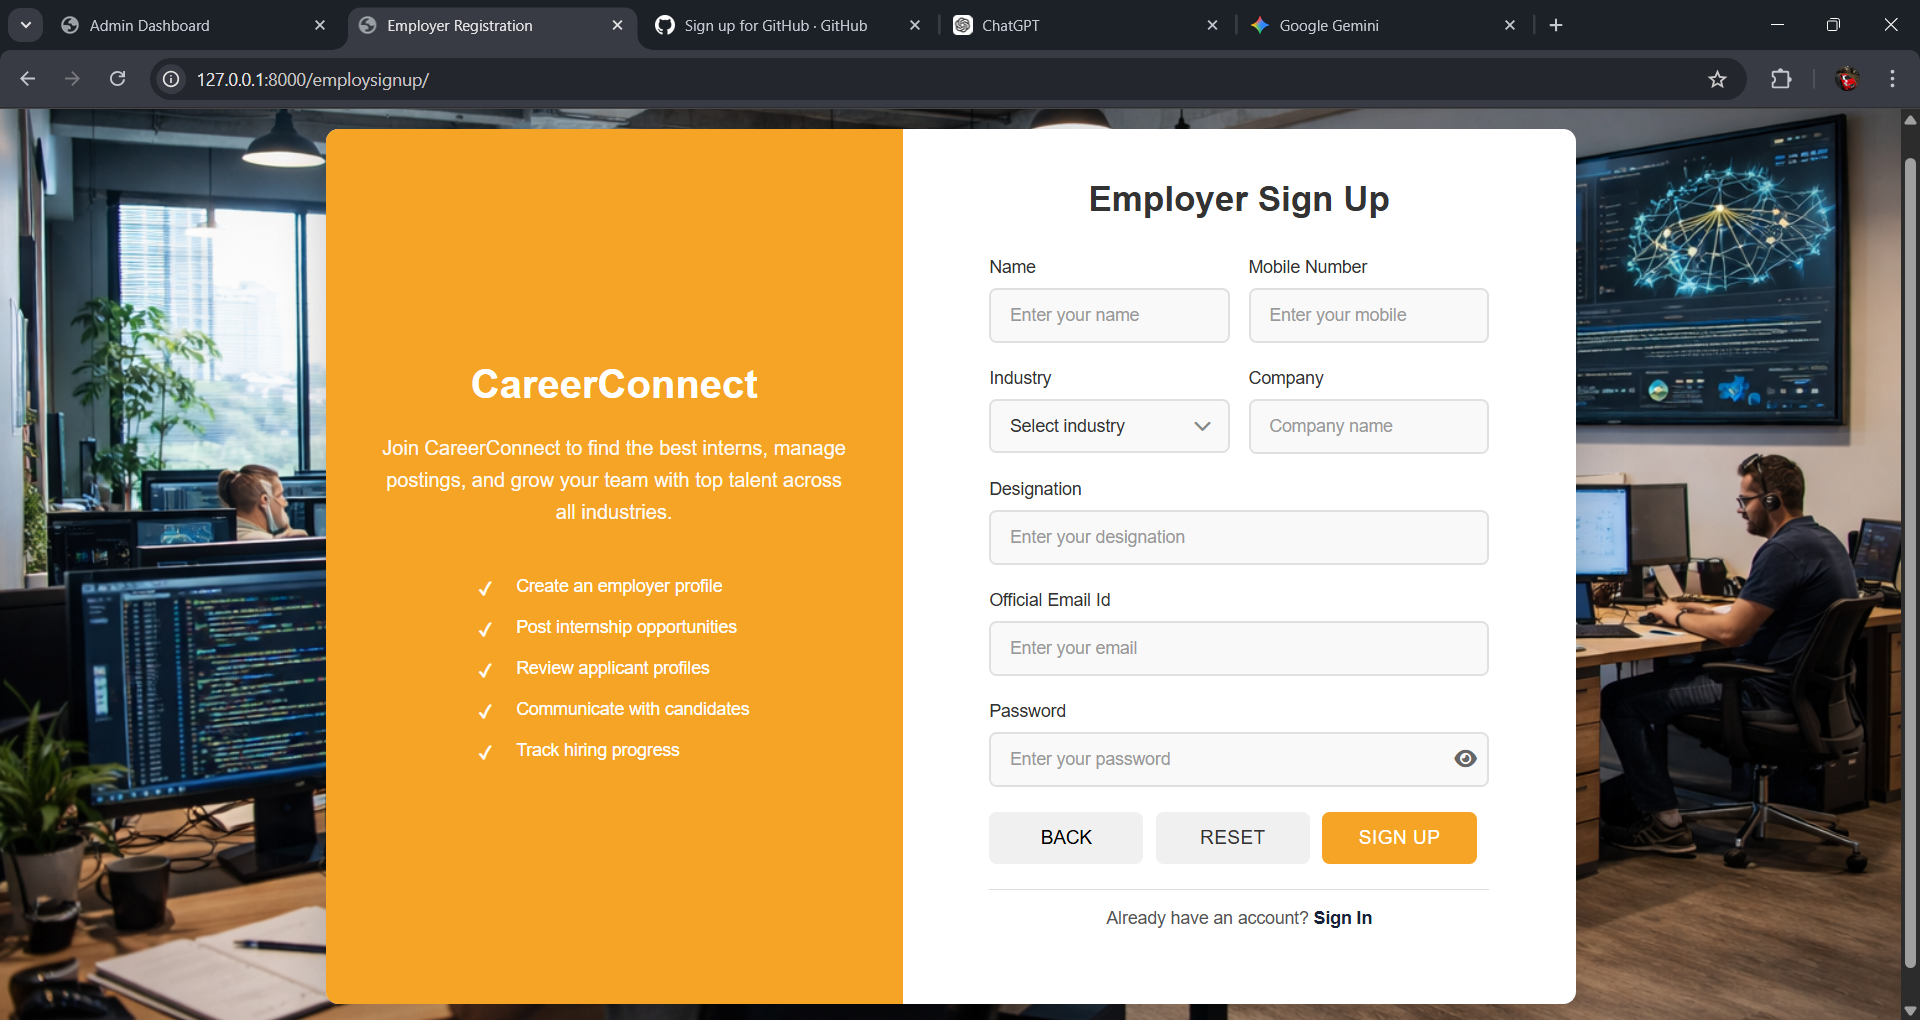 Admin Dashboard
Employer Registration
Sign up for GitHub · GitHub
ChatGPT
Google Gemini
127.0.0.1:8000/employsignup/
CareerConnect
Join CareerConnect to find the best interns, manage
postings, and grow your team with top talent across
all industries.
✓ Create an employer profile
✓ Post internship opportunities
✓ Review applicant profiles
✓ Communicate with candidates
✓ Track hiring progress
Employer Sign Up
Name
Mobile Number
Enter your name
Enter your mobile
Industry
Company
Select industry
Company name
Designation
Enter your designation
Official Email Id
Enter your email
Password
Enter your password
BACK
RESET
SIGN UP
Already have an account? Sign In